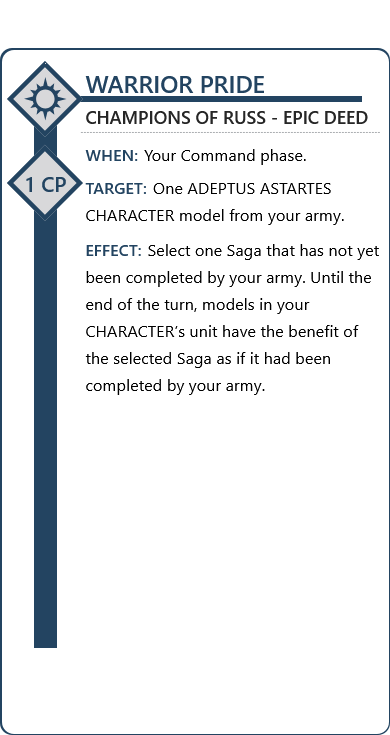 WARRIOR PRIDE
CHAMPIONS OF RUSS - EPIC DEED
1 CP
WHEN: Your Command phase.
TARGET: One ADEPTUS ASTARTES
CHARACTER model from your army.
EFFECT: Select one Saga that has not yet
been completed by your army. Until the
end of the turn, models in your
CHARACTER’s unit have the benefit of
the selected Saga as if it had been
completed by your army.